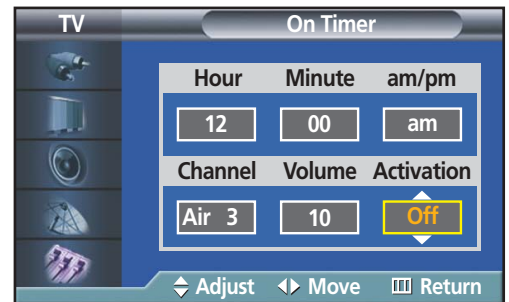 TV On Timer
Hour Minute am/pm
12 00 am
Channel Volume Activation
Air 3 10 Off
Adjust Move Return